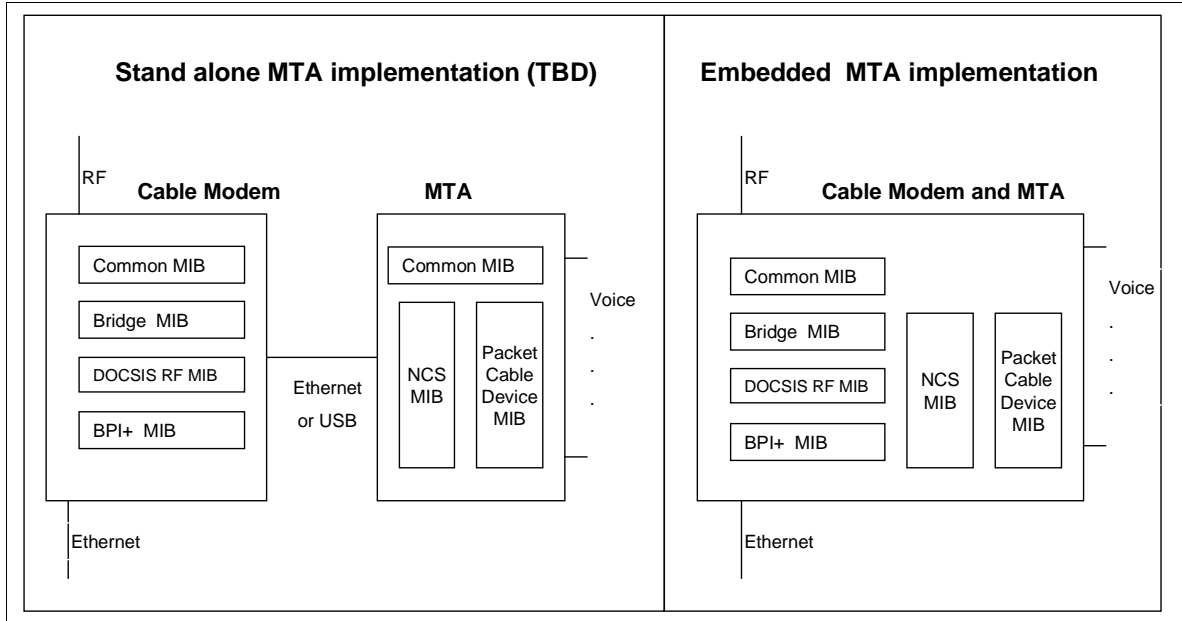 Stand alone MTA implementation (TBD)
RF
Cable Modem
MTA
Common MIB
Bridge MIB
DOCSIS RF MIB
BPI+ MIB
Ethernet
Ethernet
or USB
Common MIB
NCS
MIB
Packet
Cable
Device
MIB
Voice
.
.
.
Embedded MTA implementation
RF
Cable Modem and MTA
Common MIB
Bridge MIB
DOCSIS RF MIB
BPI+ MIB
NCS
MIB
Packet
Cable
Device
MIB
Voice
.
.
.
Ethernet